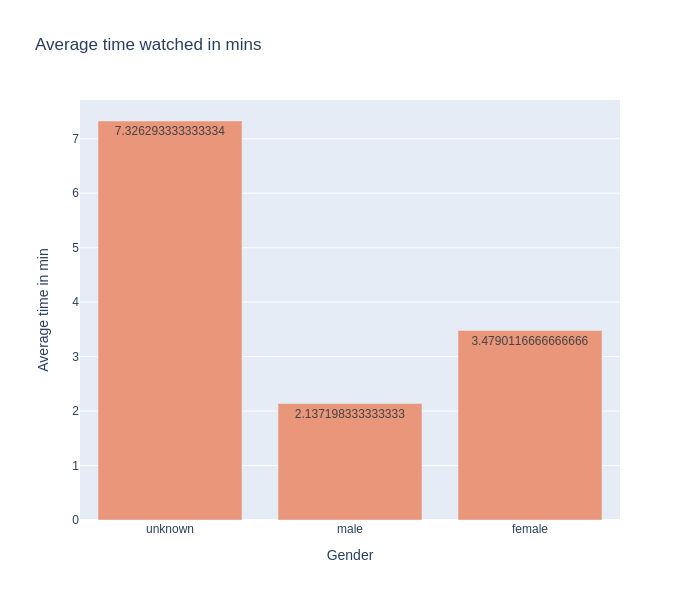 Average time watched in mins
Average time in min
7
6
5
4
3
2
1
0
7.326293333333334
2.137198333333333
3.4790116666666666
unknown
male
female
Gender